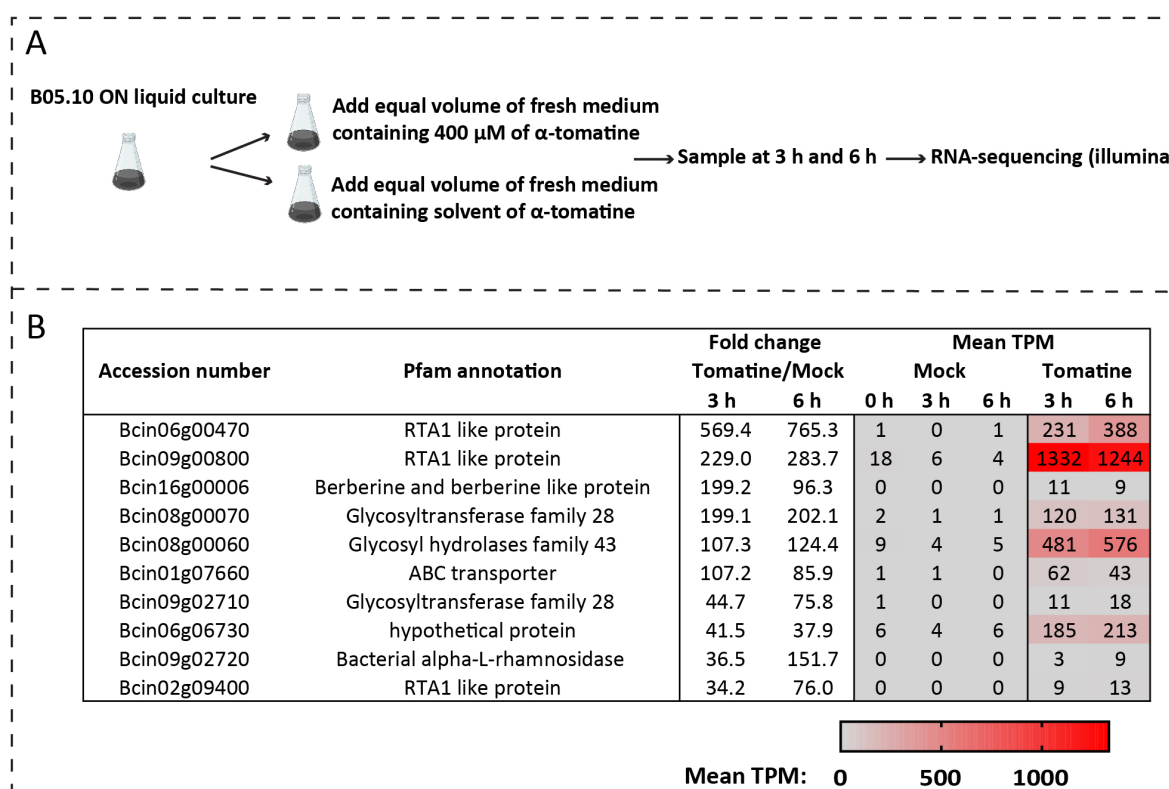 A
B05.10 ON liquid culture
Add equal volume of fresh medium
containing 400 µM of α-tomatine
Add equal volume of fresh medium
containing solvent of α-tomatine
Sample at 3 h and 6 h
RNA-sequencing (illumina
B
Fold change Mean TPM
Accession number Pfam annotation Tomatine/Mock Mock Tomatine
3 h 6 h 0 h 3 h 6 h 3 h 6 h
Bcin06g00470 RTA1 like protein 569.4 765.3 1 0 1 231 388
Bcin09g00800 RTA1 like protein 229.0 283.7 18 6 4 1332 1244
Bcin16g00006 Berberine and berberine like protein 199.2 96.3 0 0 0 11 9
Bcin08g00070 Glycosyltransferase family 28 199.1 202.1 2 1 1 120 131
Bcin08g00060 Glycosyl hydrolases family 43 107.3 124.4 9 4 5 481 576
Bcin01g07660 ABC transporter 107.2 85.9 1 1 0 62 43
Bcin09g02710 Glycosyltransferase family 28 44.7 75.8 1 0 0 11 18
Bcin06g06730 hypothetical protein 41.5 37.9 6 4 6 185 213
Bcin09g02720 Bacterial alpha-L-rhamnosidase 36.5 151.7 0 0 0 3 9
Bcin02g09400 RTA1 like protein 34.2 76.0 0 0 0 9 13
Mean TPM: 0 500 1000